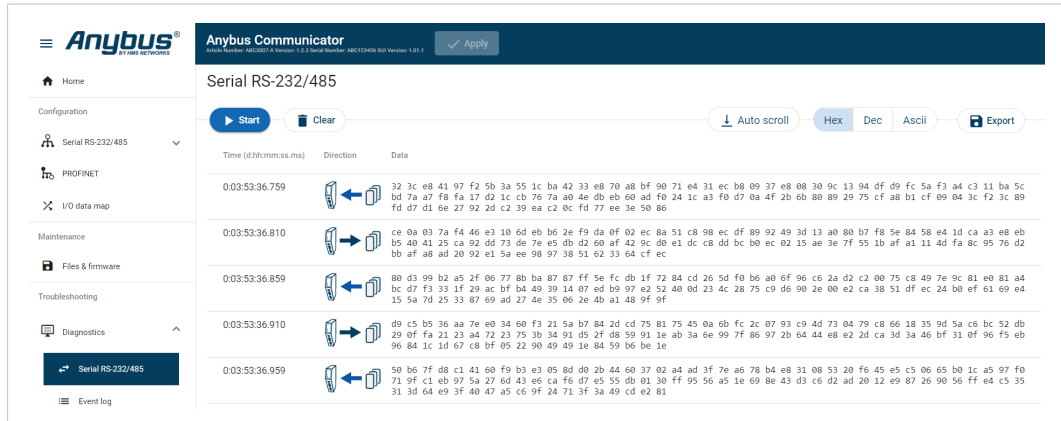 Anybus®
BY HMS NETWORKS
Anybus Communicator
Article Number: ABC3007-A Version: 1.2.3 Serial Number: ABC123456 GUI Version: 1.01.1
Apply
Home
Configuration
Serial RS-232/485
PROFINET
I/O data map
Maintenance
Files & firmware
Troubleshooting
Diagnostics
Serial RS-232/485
Event log
Serial RS-232/485
Start
Clear
Auto scroll
Hex
Dec
Ascii
Export
Time (d:hh:mm:ss.ms) Direction Data
0:03:53:36.759
32 3c e8 41 97 f2 5b 3a 55 1c ba 42 33 e8 70 a8 bf 90 71 e4 31 ec b8 09 37 e8 08 30 9c 13 94 df d9 fc 5a f3 a4 c3 11 ba 5c
bd 7a a7 f8 fa 17 d2 1c cb 76 7a a0 4e db eb 60 ad f0 24 1c a3 f0 d7 0a 4f 2b 6b 80 89 29 75 cf a8 b1 cf 09 04 3c f2 3c 89
fd d7 d1 6e 27 92 2d c2 39 ea c2 0c fd 77 ee 3e 50 86
0:03:53:36.810
ce 0a 03 7a f4 46 e3 10 6d eb b6 2e f9 da 0f 02 ec 8a 51 c8 98 ec df 89 92 49 3d 13 a0 80 b7 f8 5e 84 58 e4 1d ca a3 e8 eb
b5 40 41 25 ca 92 dd 73 de 7e e5 db d2 60 af 42 9c d0 e1 dc c8 dd bc b0 ec 02 15 ae 3e 7f 55 1b af a1 11 4d fa 8c 95 76 d2
bb af a8 ad 20 92 e1 5a ee 98 97 38 51 62 33 64 cf ec
0:03:53:36.859
80 d3 99 b2 a5 2f 06 77 8b ba 87 87 ff 5e fc db 1f 72 84 cd 26 5d f0 b6 a0 6f 96 c6 2a d2 c2 00 75 c8 49 7e 9c 81 e0 81 a4
bc d7 f3 33 1f 29 ac bf b4 49 39 14 07 ed b9 97 e2 52 40 0d 23 4c 28 75 c9 d6 90 2e 00 e2 ca 38 51 df ec 24 b0 ef 61 69 e4
15 5a 7d 25 33 87 69 ad 27 4e 35 06 2e 4b a1 48 9f 9f
0:03:53:36.910
d9 c5 b5 36 aa 7e e0 34 60 f3 21 5a b7 84 2d cd 75 81 75 45 0a 6b fc 2c 07 93 c9 4d 73 04 79 c8 66 18 35 9d 5a c6 bc 52 db
29 0f fa 21 23 a4 72 23 75 3b 34 91 d5 2f d8 59 91 1e ab 3a 6e 99 7f 86 97 2b 64 44 e8 e2 2d ca 3d 3a 46 bf 31 0f 96 f5 eb
96 84 1c 1d 67 c8 bf 05 22 90 49 49 1e 84 59 b6 be 1e
0:03:53:36.959
50 b6 7f d8 c1 41 60 f9 b3 e3 05 8d d0 2b 44 60 37 02 a4 ad 3f 7e a6 78 b4 e8 31 08 53 20 f6 45 e5 c5 06 65 b0 1c a5 97 f0
71 9f c1 eb 97 5a 27 6d 43 e6 ca f6 d7 e5 55 db 01 30 ff 95 56 a5 1e 69 8e 43 d3 c6 d2 ad 20 12 e9 87 26 90 56 ff e4 c5 35
31 3d 64 e9 3f 40 47 a5 c6 9f 24 71 3f 3a 49 cd e2 81